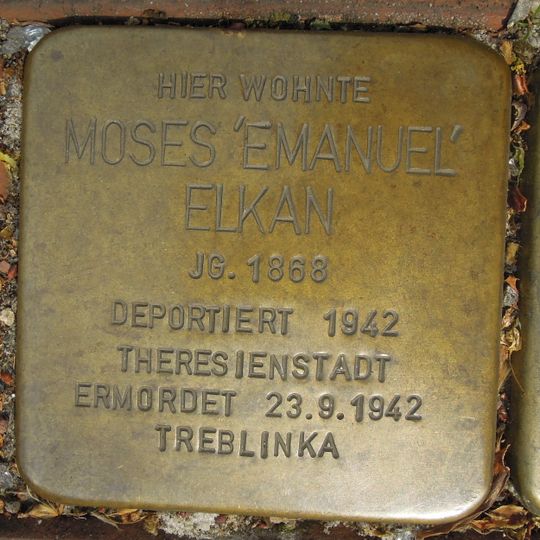 HIER WOHNTE
MOSES 'EMANUEL'
ELKAN
JG. 1868
DEPORTIERT 1942
THERESIENSTADT
ERMORDET 23.9.1942
TREBLINKA